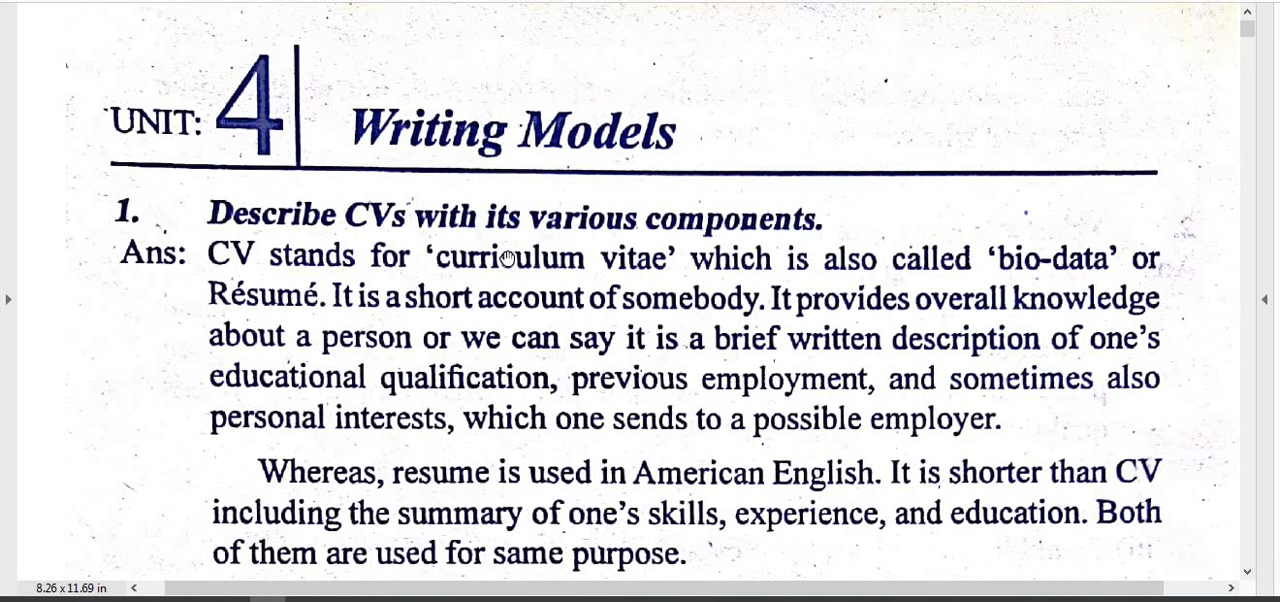 UNIT: 4 Writing Models
1. Describe CVs with its various components.
Ans: CV stands for ‘curriculum vitae’ which is also called ‘bio-data’ or
Résumé. It is a short account of somebody. It provides overall knowledge
about a person or we can say it is a brief written description of one’s
educational qualification, previous employment, and sometimes also
personal interests, which one sends to a possible employer.
Whereas, resume is used in American English. It is shorter than CV
including the summary of one’s skills, experience, and education. Both
of them are used for same purpose.
8.26 x 11.69 in